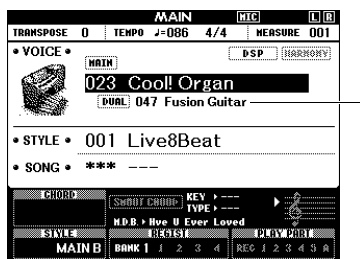 MAIN MIC L R
TRANSPOSE 0 TEMPO ♩=086 4/4 MEASURE 001
• VOICE • DSP HARMONY
MAIN
023 Cool! Organ
DUAL 047 Fusion Guitar
• STYLE • 001 Live8Beat
• SONG • *** ---
CHORD SMART CHORD KEY ▸ ---
TYPE ▸ ---
M.D.B. ▸ Hve U Ever Loved
STYLE REGIST PLAY PART
MAIN B BANK 1 1 2 3 4 REG 1 2 3 4 5 A